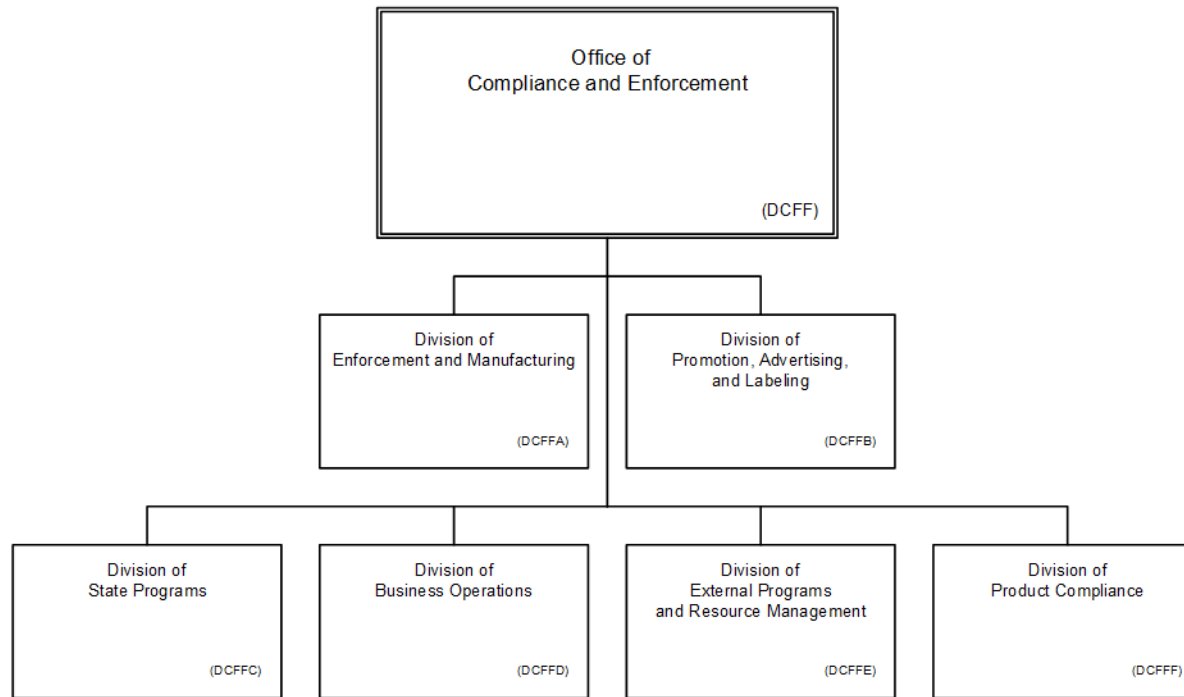 Office of
Compliance and Enforcement
(DCFF)
Division of
Enforcement and Manufacturing
(DCFFA)
Division of
Promotion, Advertising,
and Labeling
(DCFFB)
Division of
State Programs
(DCFFC)
Division of
Business Operations
(DCFFD)
Division of
External Programs
and Resource Management
(DCFFE)
Division of
Product Compliance
(DCFFF)